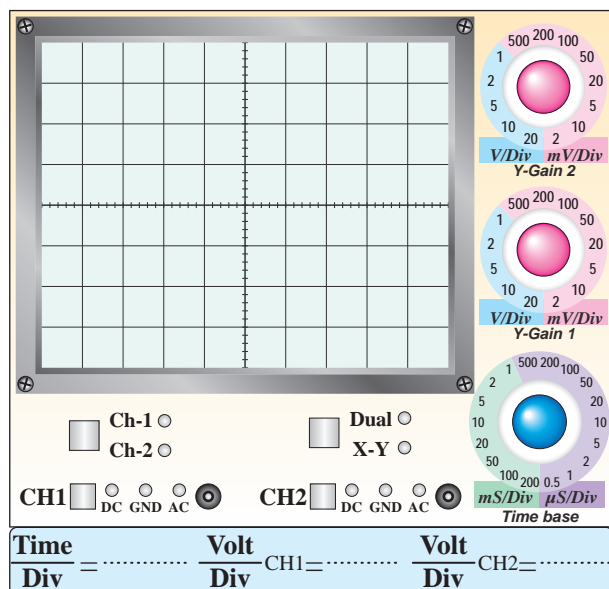 500 200 100
1 50
2 20
5 5
10 10
20 2
V/Div mV/Div
Y-Gain 2
500 200 100
1 50
2 20
5 5
10 10
20 2
V/Div mV/Div
Y-Gain 1
1 500 200
2 100
5 50
10 20
20 10
50 5
100 2
200 0.5 1
mS/Div µS/Div
Time base
Ch-1
Ch-2
Dual
X-Y
CH1 DC GND AC
CH2 DC GND AC
Time/Div = ............ Volt/Div CH1= ............ Volt/Div CH2= ............